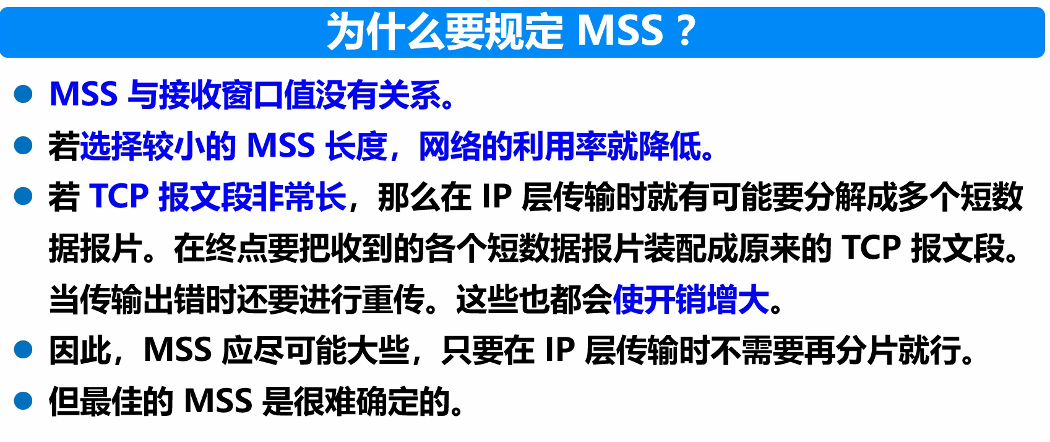 为什么要规定 MSS？
● MSS 与接收窗口值没有关系。
● 若选择较小的 MSS 长度，网络的利用率就降低。
● 若 TCP 报文段非常长，那么在 IP 层传输时就有可能要分解成多个短数
据报片。在终点要把收到的各个短数据报片装配成原来的 TCP 报文段。
当传输出错时还要进行重传。这些也都会使开销增大。
● 因此，MSS 应尽可能大些，只要在 IP 层传输时不需要再分片就行。
● 但最佳的 MSS 是很难确定的。